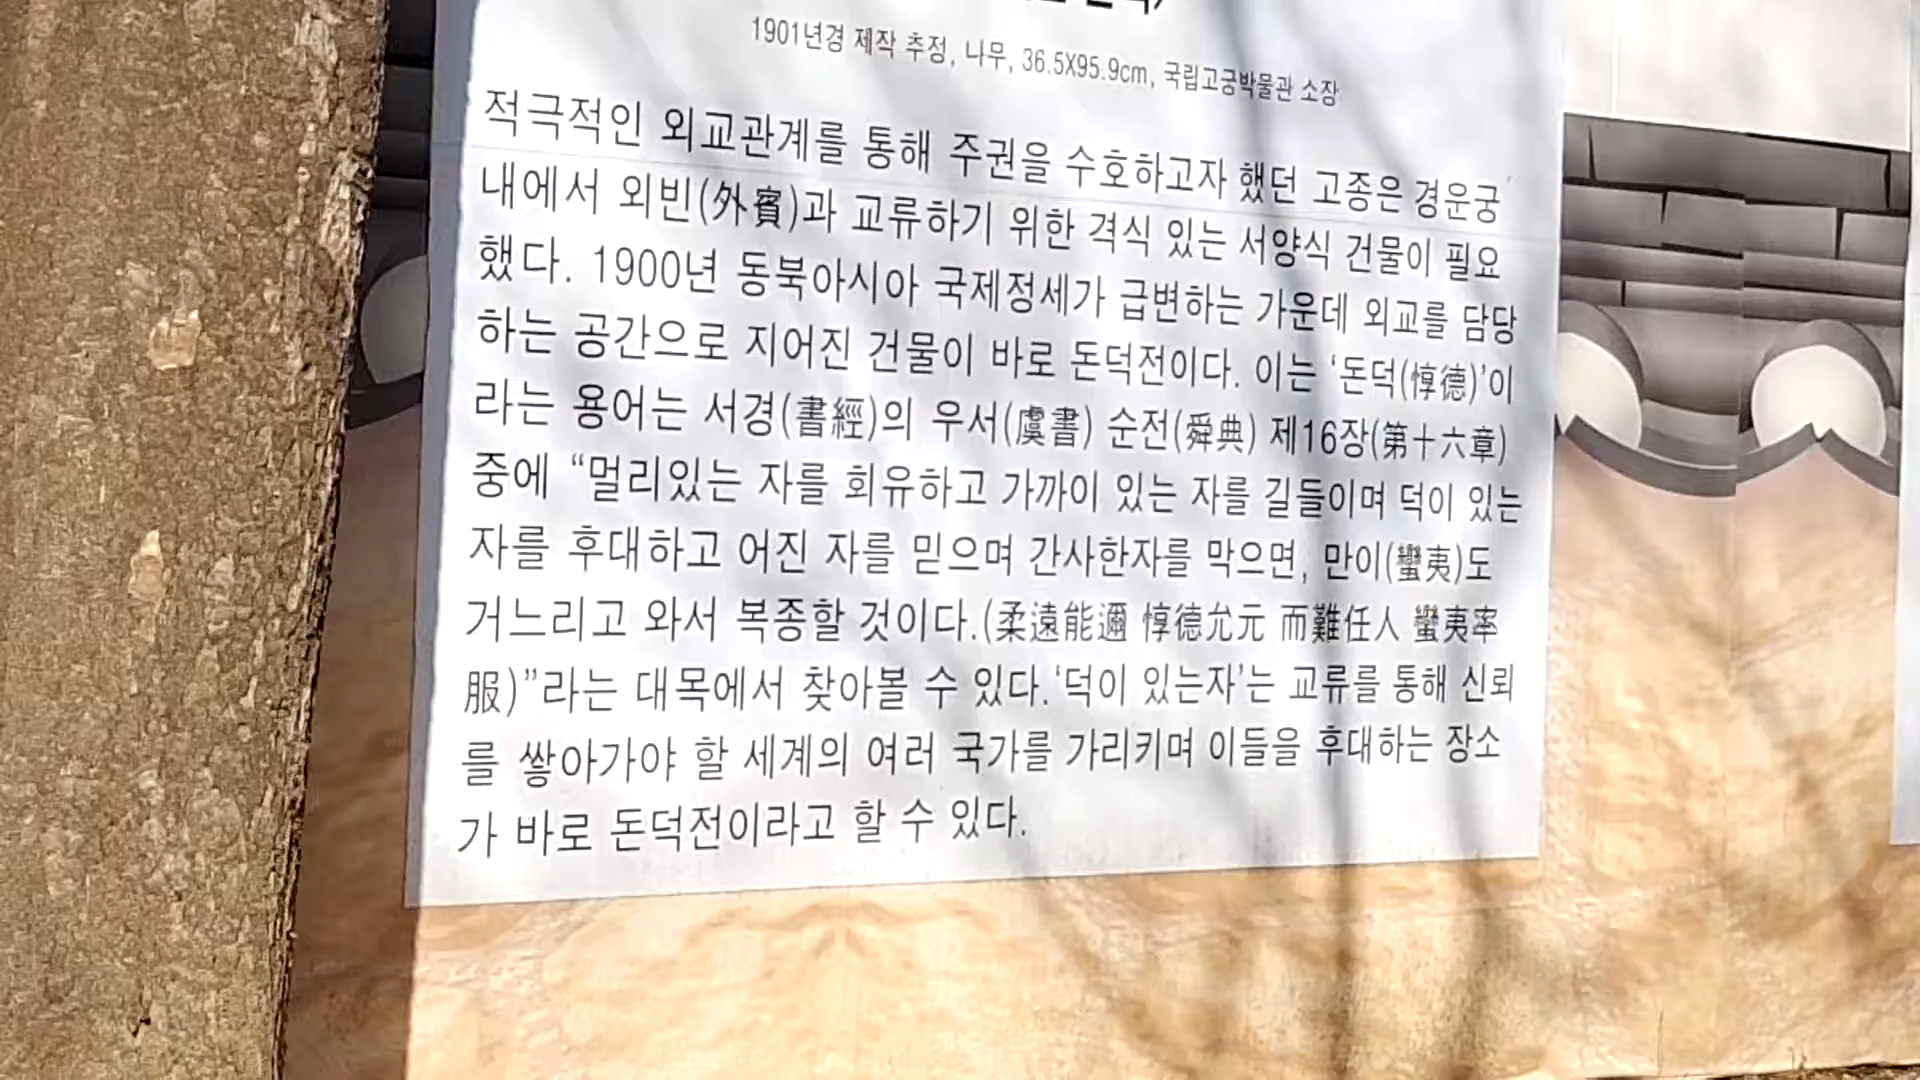 1901년경 제작 추정, 나무, 36.5X95.9cm, 국립고궁박물관 소장
적극적인 외교관계를 통해 주권을 수호하고자 했던 고종은 경운궁
내에서 외빈(外賓)과 교류하기 위한 격식 있는 서양식 건물이 필요
했다. 1900년 동북아시아 국제정세가 급변하는 가운데 외교를 담당
하는 공간으로 지어진 건물이 바로 돈덕전이다. 이는 ‘돈덕(惇德)’이
라는 용어는 서경(書經)의 우서(虞書) 순전(舜典) 제16장(第十六章)
중에 “멀리있는 자를 회유하고 가까이 있는 자를 길들이며 덕이 있는
자를 후대하고 어진 자를 믿으며 간사한자를 막으면, 만이(蠻夷)도
거느리고 와서 복종할 것이다.(柔遠能邇 惇德允元 而難任人 蠻夷率
服)”라는 대목에서 찾아볼 수 있다.‘덕이 있는자’는 교류를 통해 신뢰
를 쌓아가야 할 세계의 여러 국가를 가리키며 이들을 후대하는 장소
가 바로 돈덕전이라고 할 수 있다.